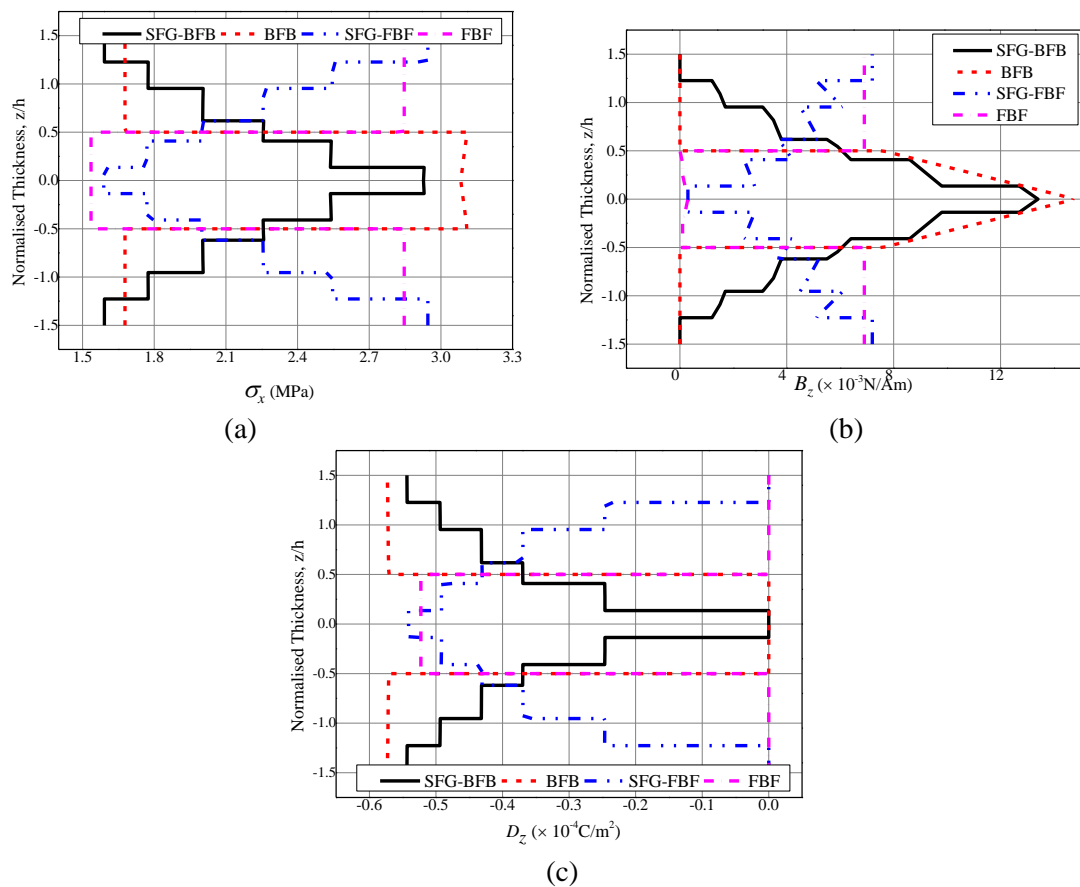 SFG-BFB BFB SFG-FBF FBF
Normalised Thickness, z/h
1.5
1.0
0.5
0.0
-0.5
-1.0
-1.5
1.5 1.8 2.1 2.4 2.7 3.0 3.3
σx (MPa)
(a)
SFG-BFB
BFB
SFG-FBF
FBF
Normalised Thickness, z/h
1.5
1.0
0.5
0.0
-0.5
-1.0
-1.5
0 4 8 12
Bz (× 10-3N/Am)
(b)
Normalised Thickness, z/h
1.5
1.0
0.5
0.0
-0.5
-1.0
-1.5
SFG-BFB BFB SFG-FBF FBF
-0.6 -0.5 -0.4 -0.3 -0.2 -0.1 0.0
Dz (× 10-4C/m2)
(c)